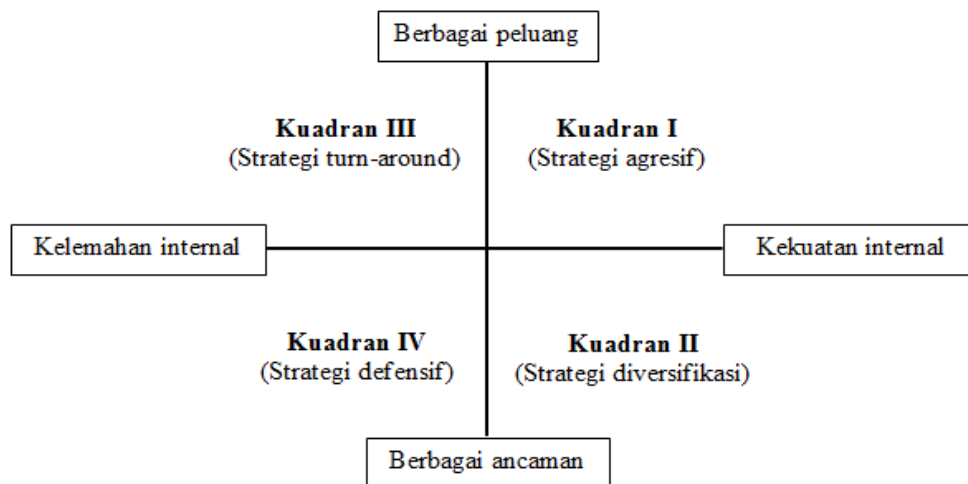 Berbagai peluang
Kuadran III
(Strategi turn-around)
Kuadran I
(Strategi agresif)
Kelemahan internal
Kekuatan internal
Kuadran IV
(Strategi defensif)
Kuadran II
(Strategi diversifikasi)
Berbagai ancaman